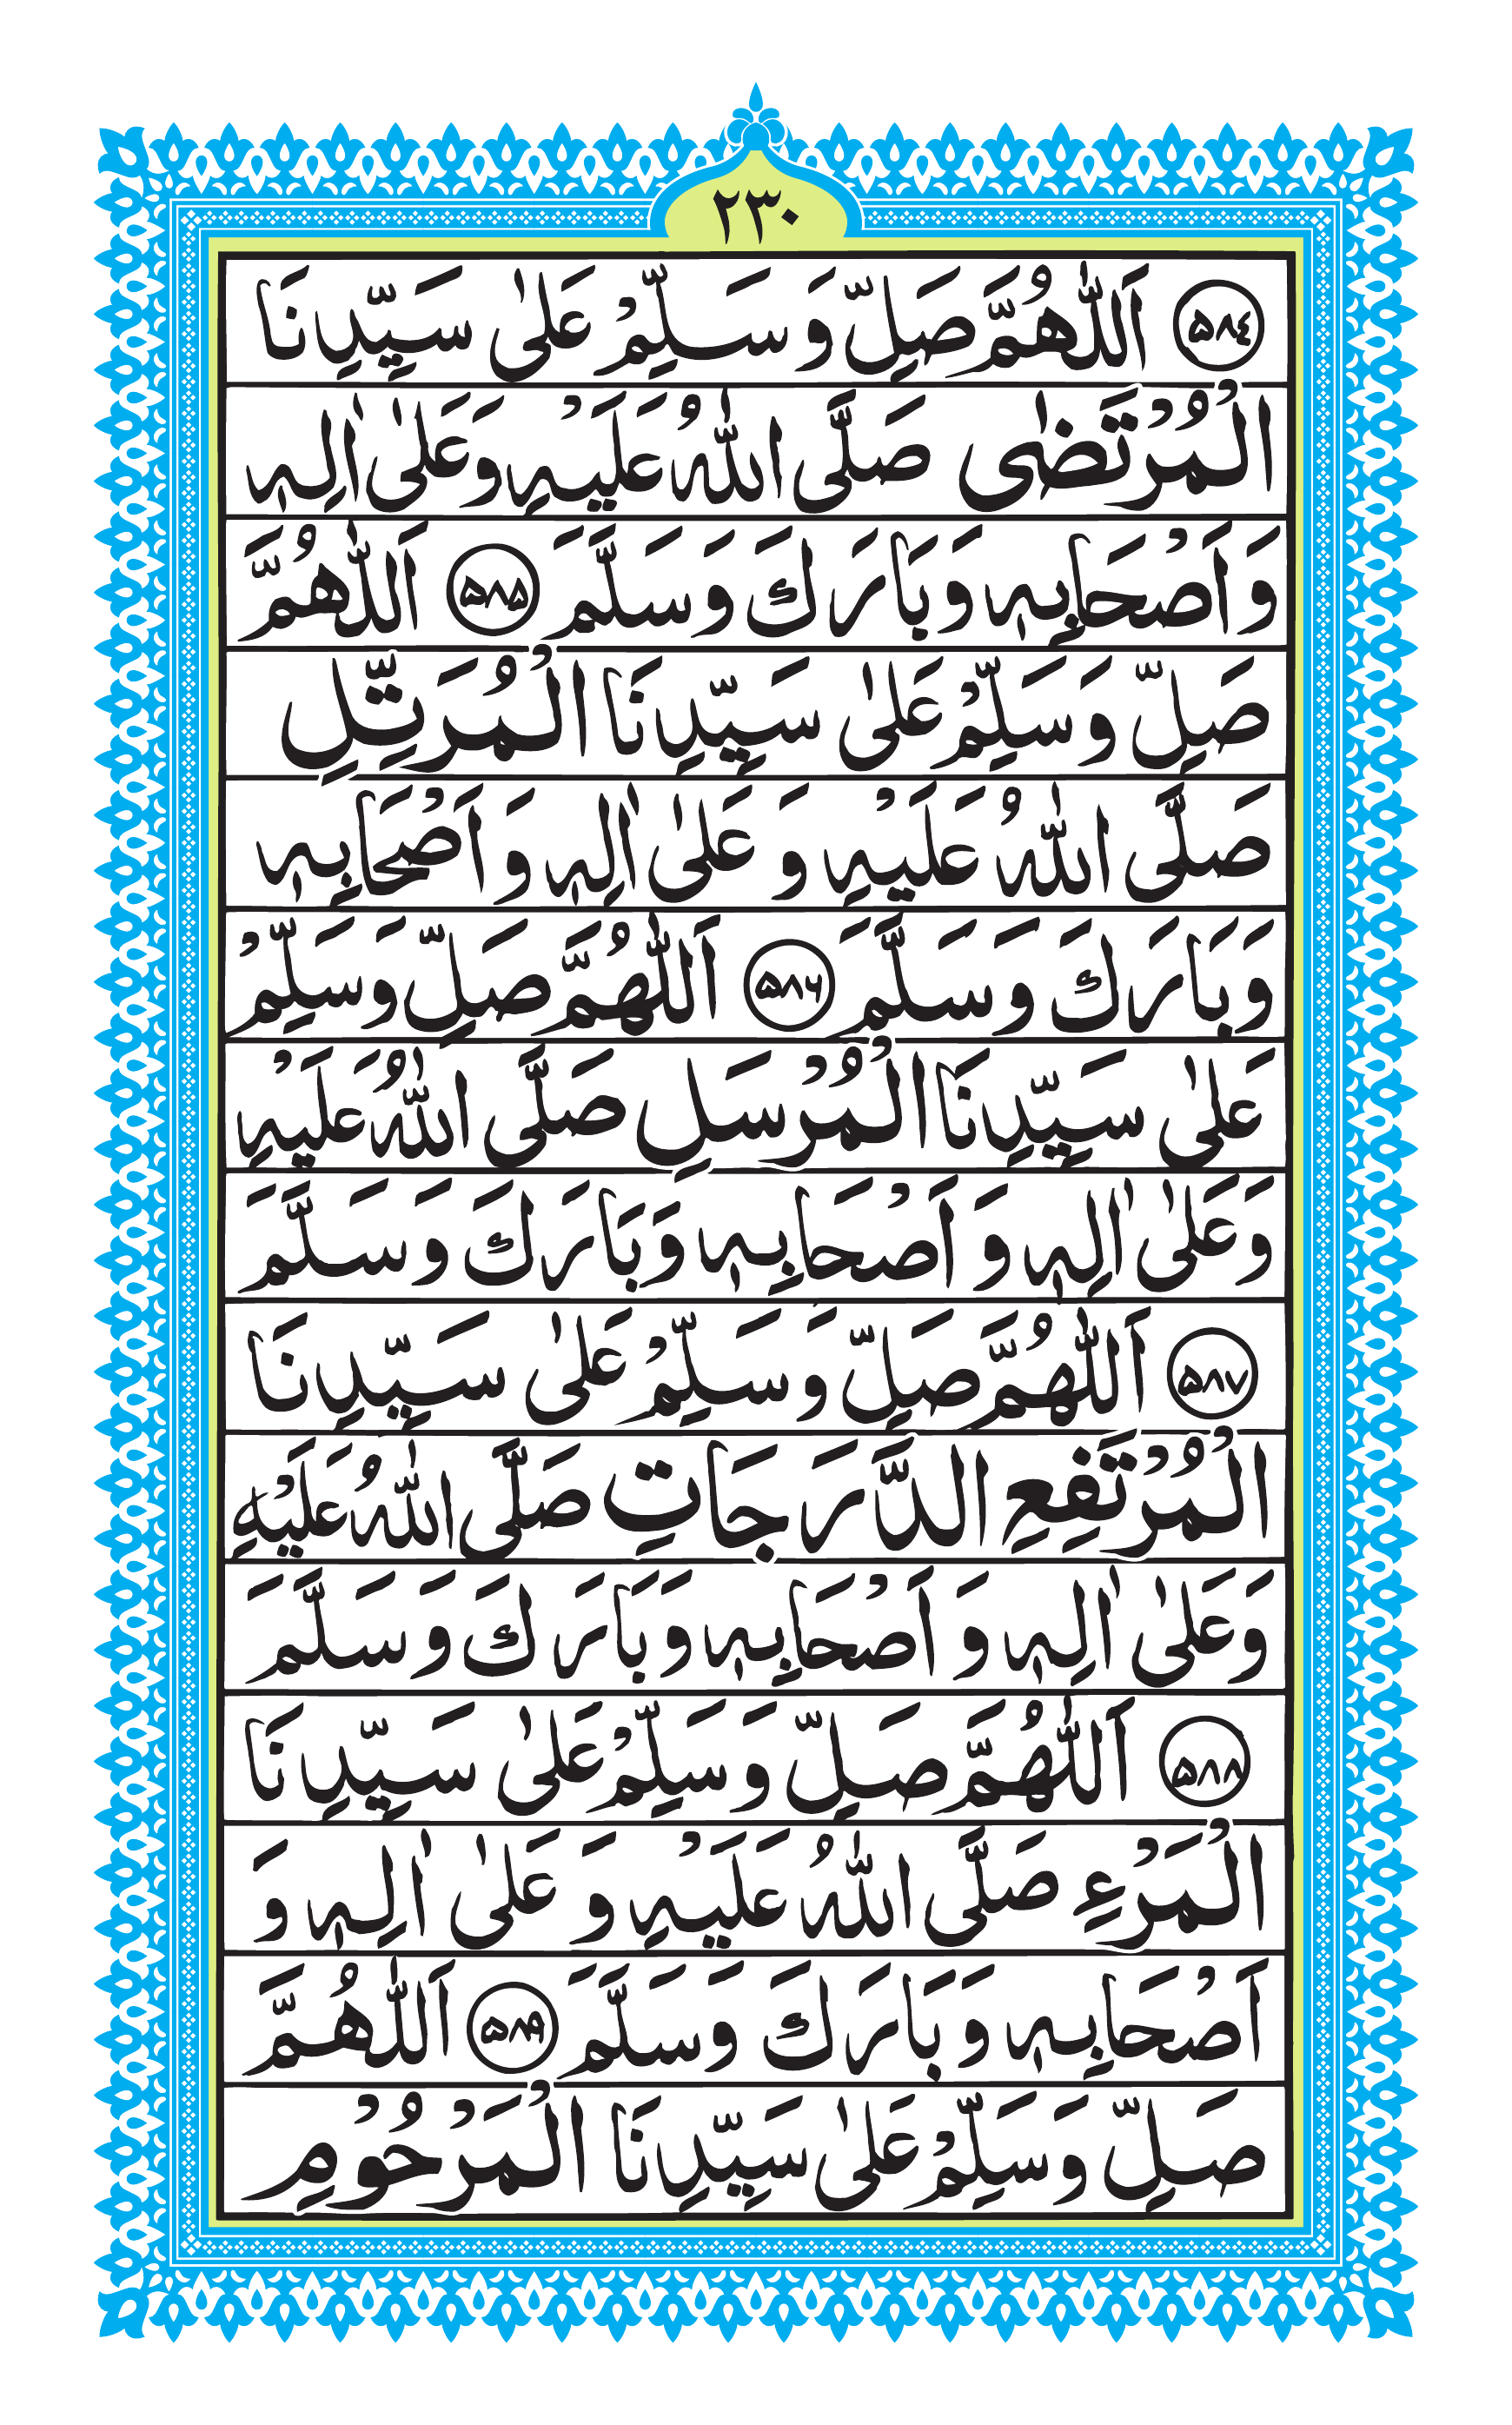 ٢٣٠
٥٨٤ اَللّٰهُمَّ صَلِّ وَ سَلِّمْ عَلٰى سَيِّدِنَا
الْمُرْتَضٰى صَلَّى اللّٰهُ عَلَيْهِ وَعَلٰى اٰلِهٖ
وَ اَصْحَابِهٖ وَ بَارَكَ وَ سَلَّمَ ٥٨٥ اَللّٰهُمَّ
صَلِّ وَ سَلِّمْ عَلٰى سَيِّدِنَا الْمُرَتِّلِ
صَلَّى اللّٰهُ عَلَيْهِ وَ عَلٰى اٰلِهٖ وَ اَصْحَابِهٖ
وَ بَارَكَ وَ سَلَّمَ ٥٨٦ اَللّٰهُمَّ صَلِّ وَسَلِّمْ
عَلٰى سَيِّدِنَا الْمُرْسَلِ صَلَّى اللّٰهُ عَلَيْهِ
وَعَلٰى اٰلِهٖ وَ اَصْحَابِهٖ وَبَارَكَ وَ سَلَّمَ
٥٨٧ اَللّٰهُمَّ صَلِّ وَ سَلِّمْ عَلٰى سَيِّدِنَا
الْمُرْتَفِعِ الدَّرَجَاتِ صَلَّى اللّٰهُ عَلَيْهِ
وَعَلٰى اٰلِهٖ وَ اَصْحَابِهٖ وَ بَارَكَ وَ سَلَّمَ
٥٨٨ اَللّٰهُمَّ صَلِّ وَ سَلِّمْ عَلٰى سَيِّدِنَا
الْمَرْءِ صَلَّى اللّٰهُ عَلَيْهِ وَ عَلٰى اٰلِهٖ وَ
اَصْحَابِهٖ وَ بَارَكَ وَ سَلَّمَ ٥٨٩ اَللّٰهُمَّ
صَلِّ وَ سَلِّمْ عَلٰى سَيِّدِنَا الْمَرْحُوْمِ